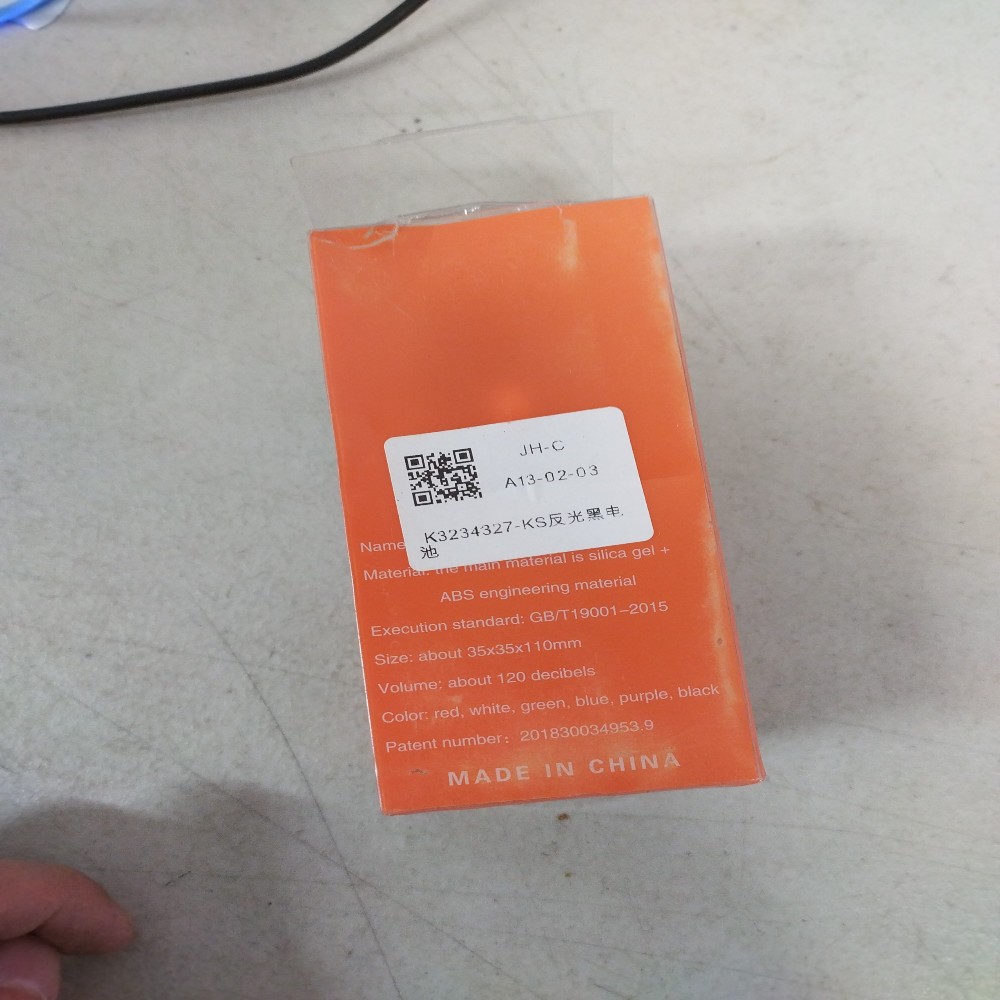 JH-C
A13-02-03
K3234327-KS反光黑电
池
Name
Material: the main material is silica gel +
ABS engineering material
Execution standard: GB/T19001-2015
Size: about 35x35x110mm
Volume: about 120 decibels
Color: red, white, green, blue, purple, black
Patent number: 201830034953.9
MADE IN CHINA